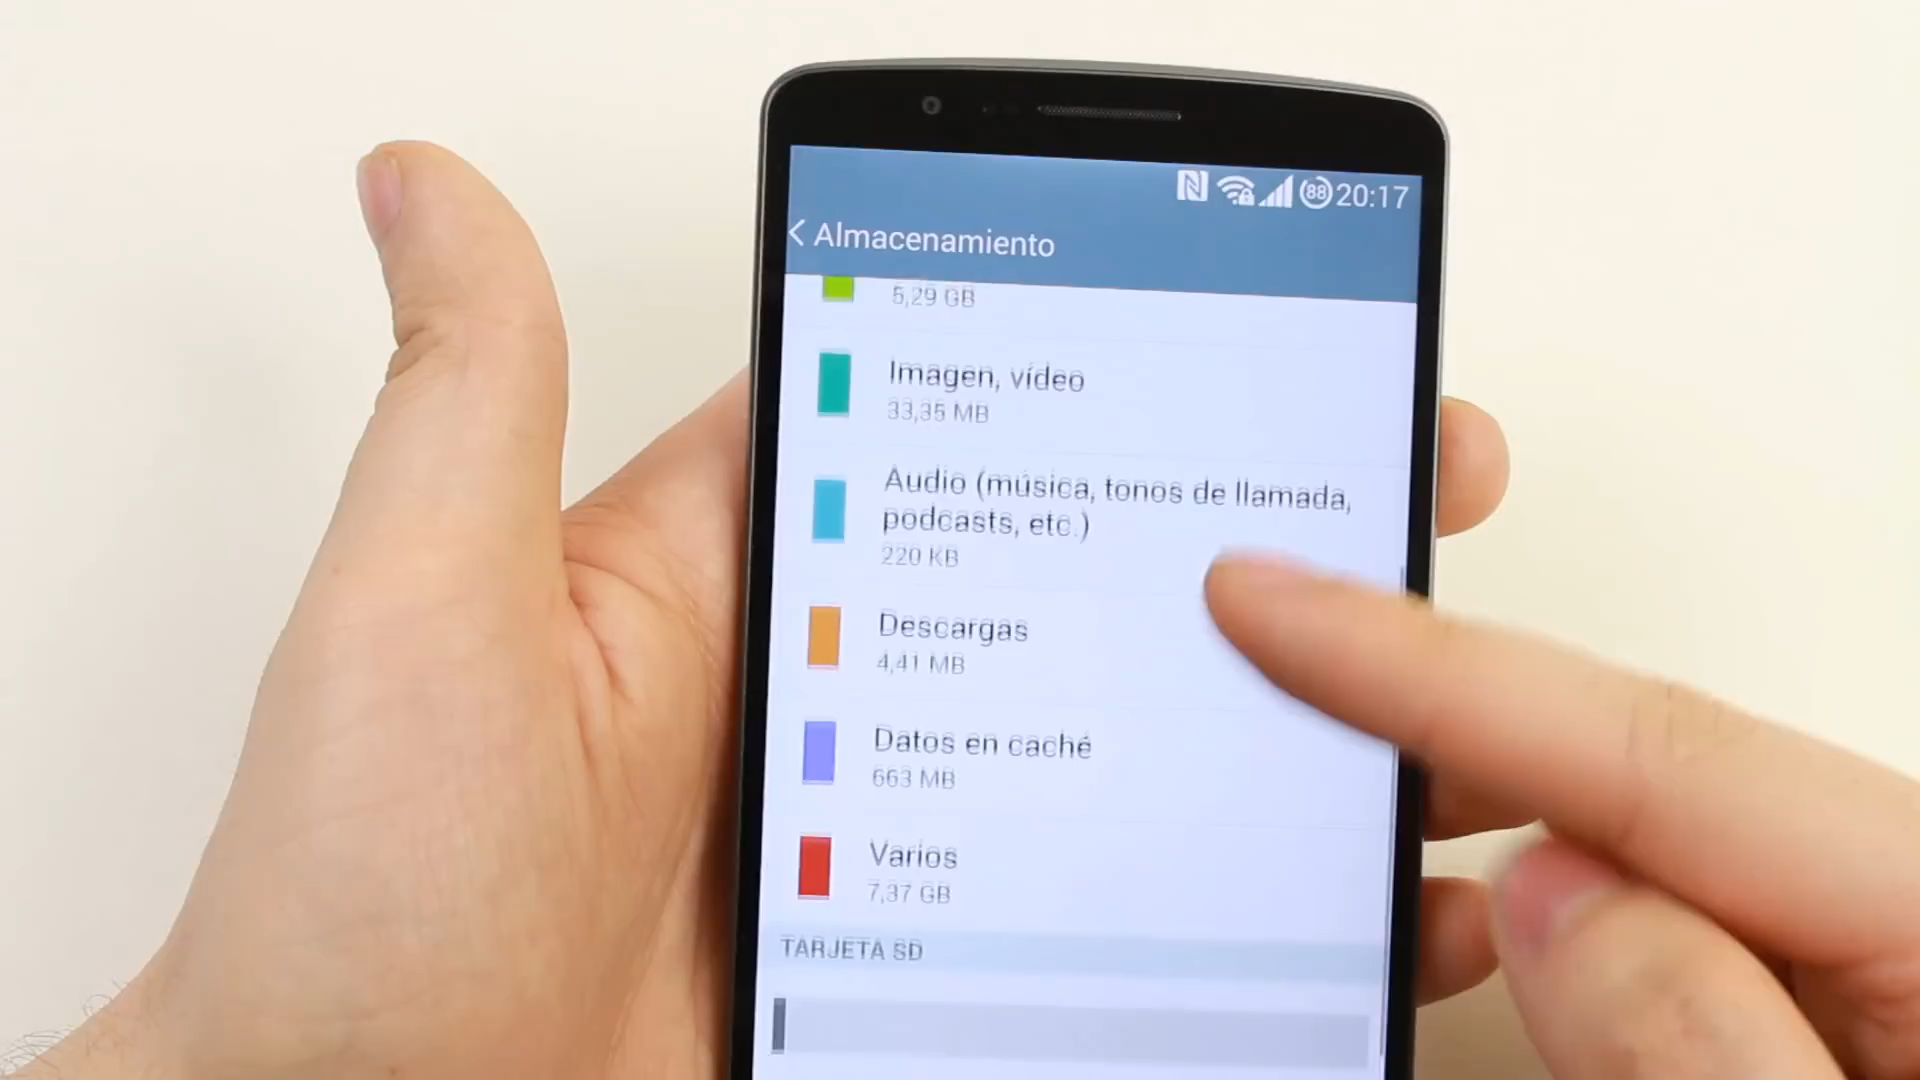 88 20:17
Almacenamiento
5,29 GB
Imagen, vídeo
33,35 MB
Audio (música, tonos de llamada,
podcasts, etc.)
220 KB
Descargas
4,41 MB
Datos en caché
663 MB
Varios
7,37 GB
TARJETA SD